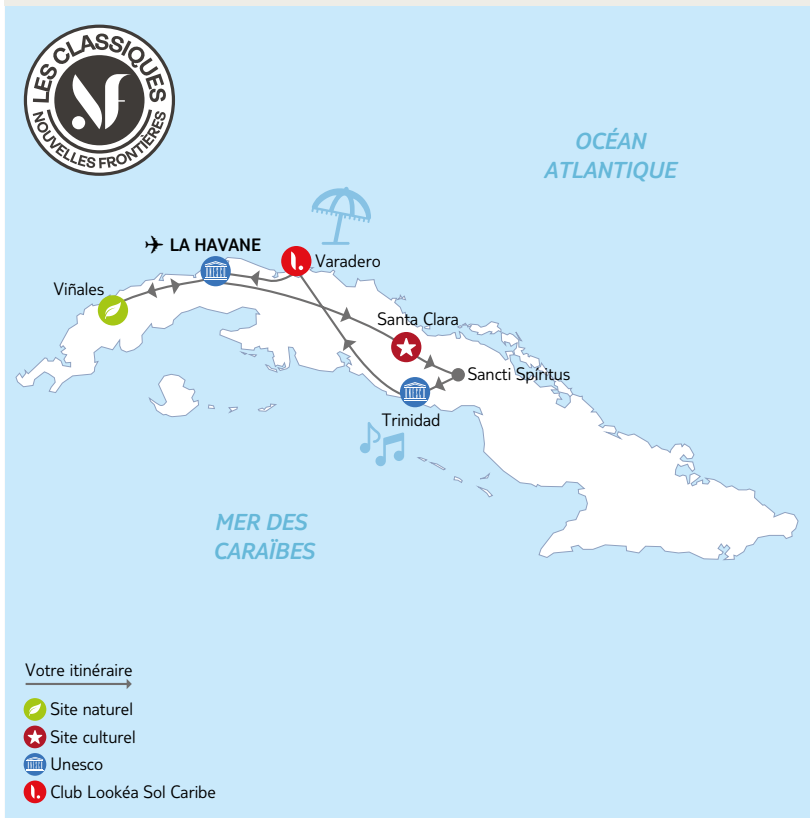 LES CLASSIQUES
NF
NOUVELLES FRONTIÈRES
OCÉAN
ATLANTIQUE
LA HAVANE
Varadero
Viñales
Santa Clara
Sancti Spíritus
Trinidad
MER DES
CARAÏBES
Votre itinéraire
Site naturel
Site culturel
Unesco
Club Lookéa Sol Caribe